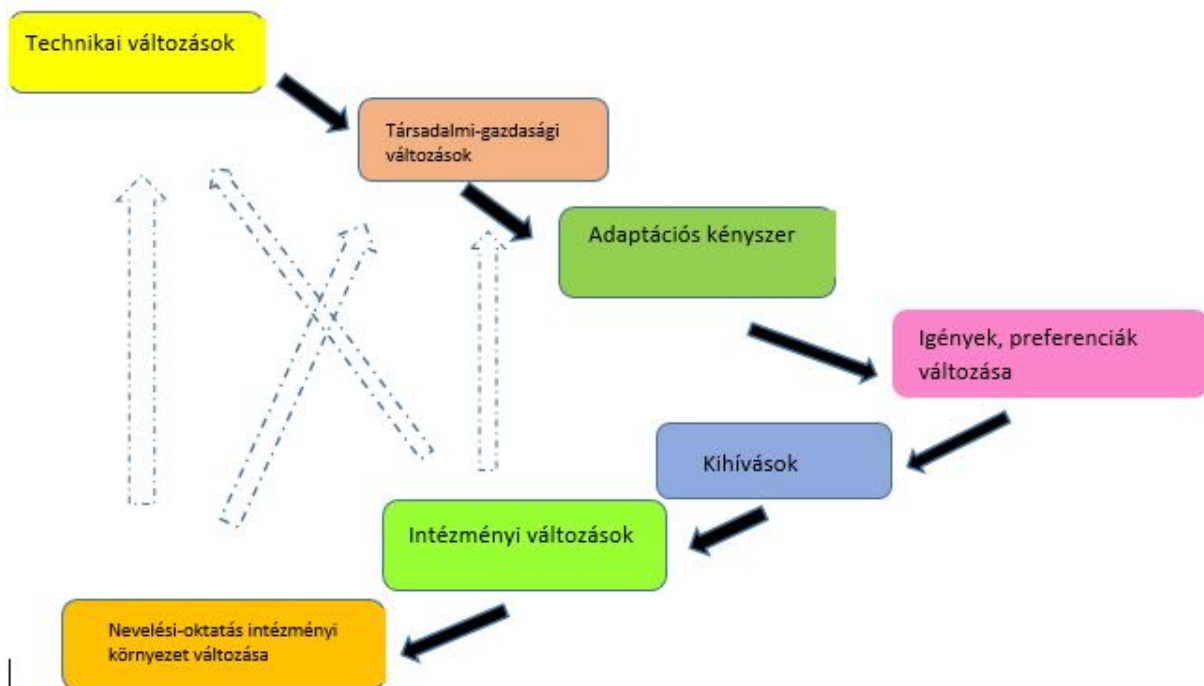 Technikai változások
Társadalmi-gazdasági
változások
Adaptációs kényszer
Igények, preferenciák
változása
Kihívások
Intézményi változások
Nevelési-oktatás intézményi
környezet változása